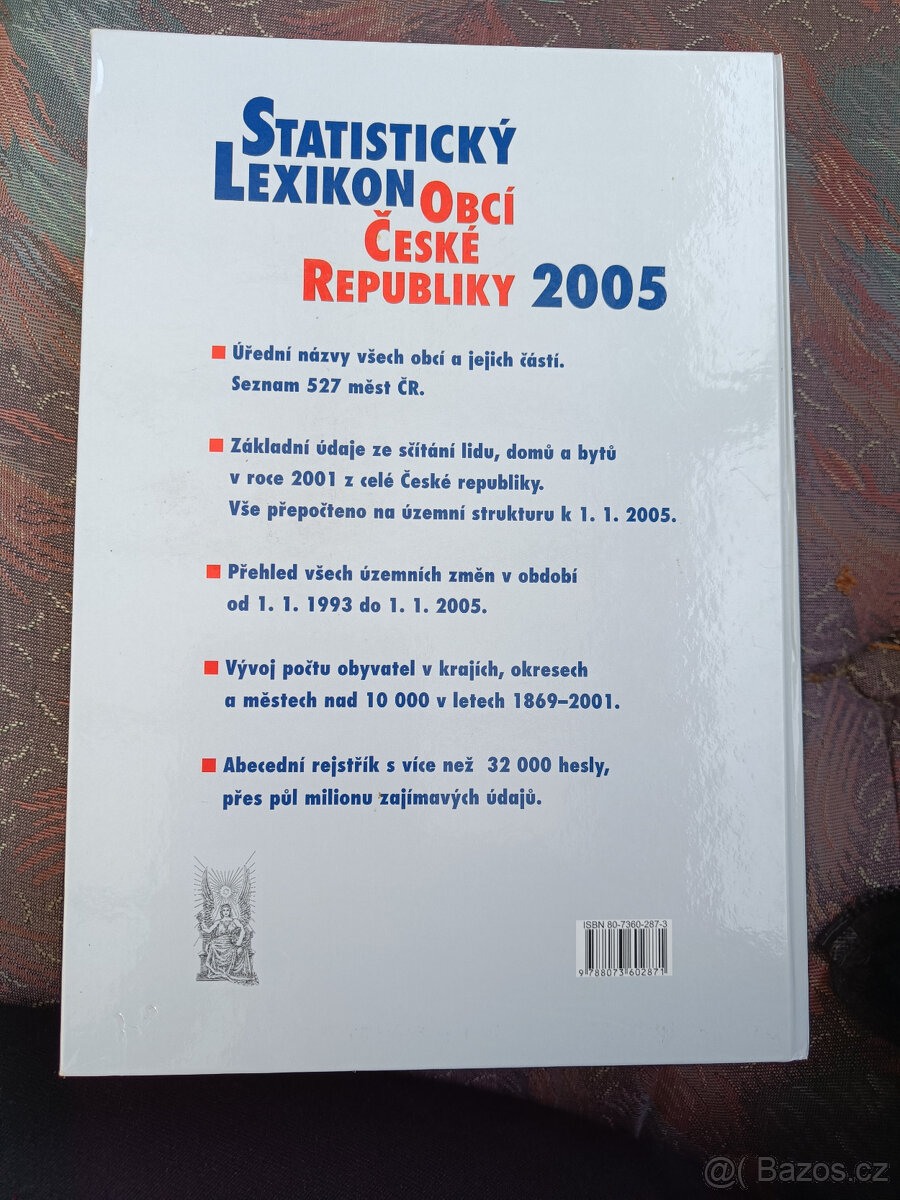 STATISTICKÝ
LEXIKON OBCÍ
ČESKÉ
REPUBLIKY 2005
Úřední názvy všech obcí a jejich částí.
Seznam 527 měst ČR.
Základní údaje ze sčítání lidu, domů a bytů
v roce 2001 z celé České republiky.
Vše přepočteno na územní strukturu k 1. 1. 2005.
Přehled všech územních změn v období
od 1. 1. 1993 do 1. 1. 2005.
Vývoj počtu obyvatel v krajích, okresech
a městech nad 10 000 v letech 1869–2001.
Abecední rejstřík s více než 32 000 hesly,
přes půl milionu zajímavých údajů.
ISBN 80-7360-287-3
9 788073 602871
@( Bazos.cz